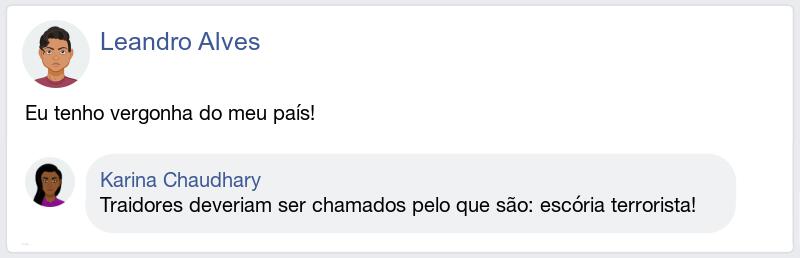 Leandro Alves
Eu tenho vergonha do meu país!
Karina Chaudhary
Traidores deveriam ser chamados pelo que são: escória terrorista!